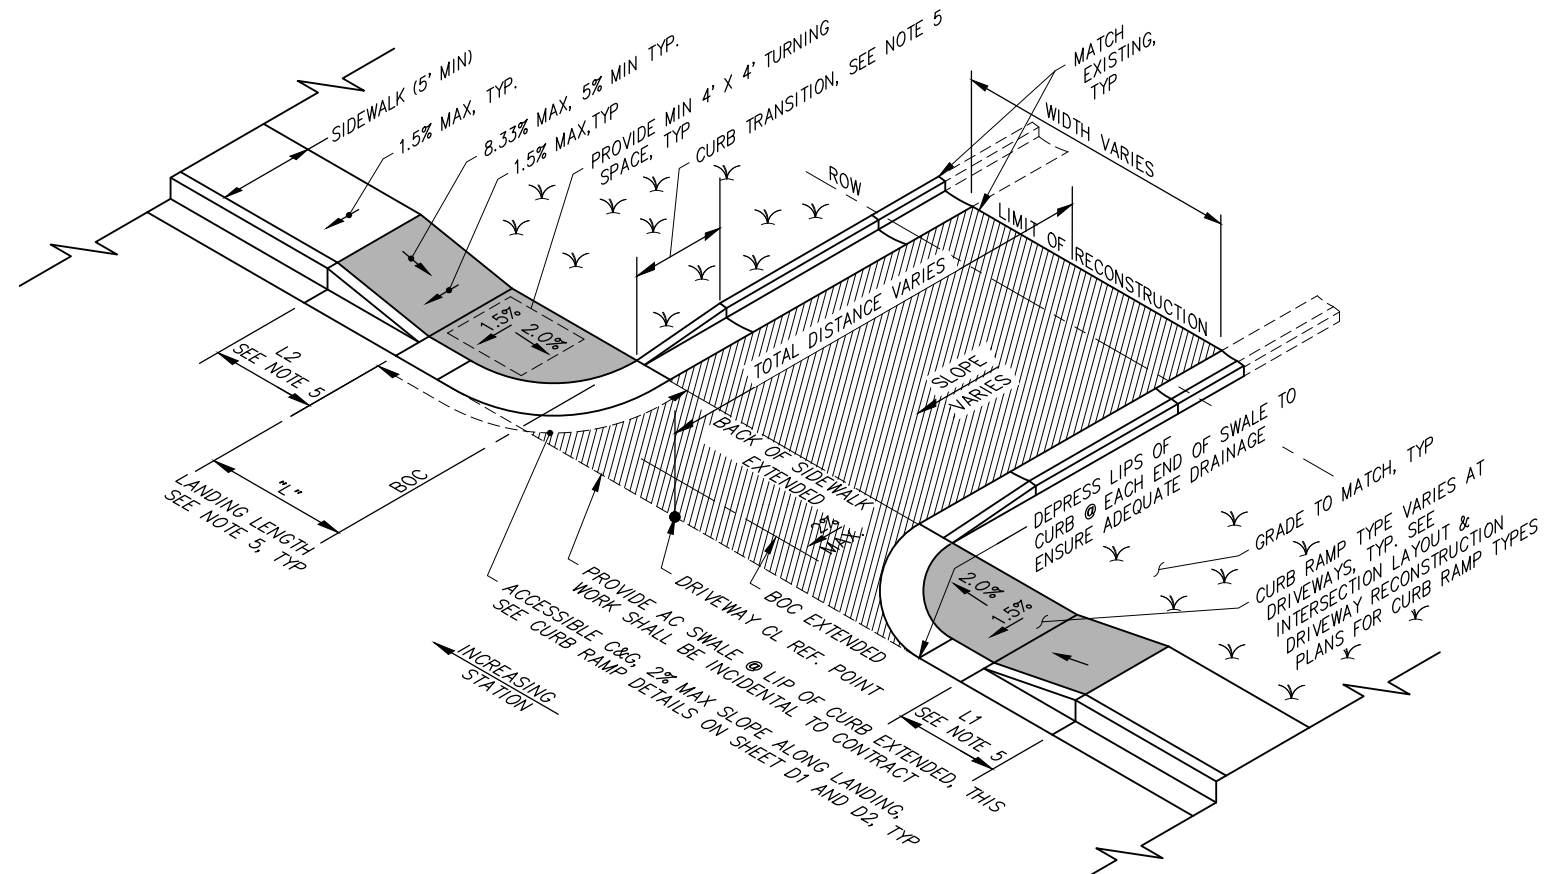 SIDEWALK (5' MIN)
1.5% MAX, TYP.
8.33% MAX, 5% MIN TYP.
1.5% MAX,TYP
PROVIDE MIN 4' X 4' TURNING
SPACE, TYP
CURB TRANSITION, SEE NOTE 5
MATCH
EXISTING,
TYP
WIDTH VARIES
ROW
LIMIT OF RECONSTRUCTION
TOTAL DISTANCE VARIES
SLOPE
VARIES
1.5%
2.0%
L2
SEE NOTE 5
"L"
LANDING LENGTH
SEE NOTE 5, TYP
BOC
BACK OF SIDEWALK
EXTENDED
2%
MAX.
DEPRESS LIPS OF
CURB @ EACH END OF SWALE TO
ENSURE ADEQUATE DRAINAGE
GRADE TO MATCH, TYP
CURB RAMP TYPE VARIES AT
DRIVEWAYS, TYP. SEE
INTERSECTION LAYOUT &
DRIVEWAY RECONSTRUCTION
PLANS FOR CURB RAMP TYPES
2.0%
1.5%
BOC EXTENDED
DRIVEWAY CL REF. POINT
PROVIDE AC SWALE @ LIP OF CURB EXTENDED, THIS
WORK SHALL BE INCIDENTAL TO CONTRACT
ACCESSIBLE C&G, 2% MAX SLOPE ALONG LANDING,
SEE CURB RAMP DETAILS ON SHEET D1 AND D2, TYP
L1
SEE NOTE 5
INCREASING
STATION